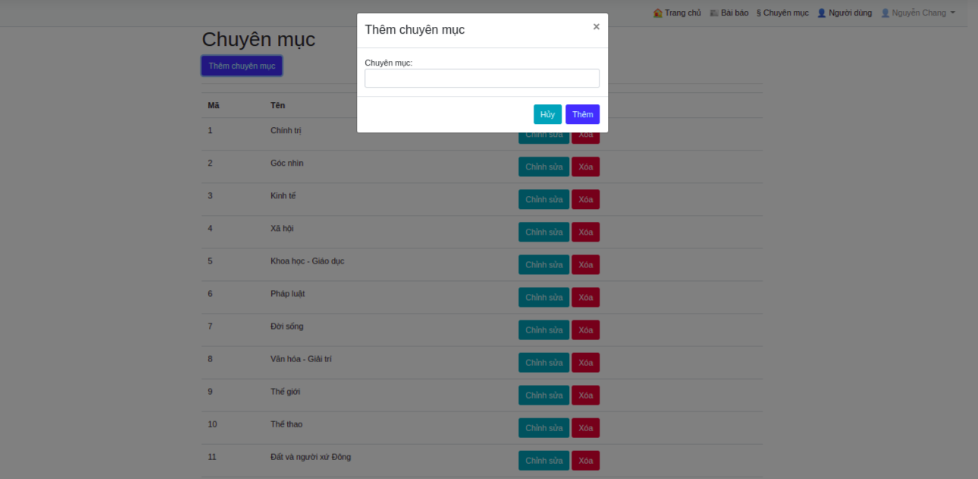 Trang chủ Bài báo § Chuyên mục Người dùng Nguyễn Chang
Thêm chuyên mục ×
Chuyên mục:
Hủy Thêm
Chuyên mục
Thêm chuyên mục
Mã Tên
1 Chính trị Chỉnh sửa Xóa
2 Góc nhìn Chỉnh sửa Xóa
3 Kinh tế Chỉnh sửa Xóa
4 Xã hội Chỉnh sửa Xóa
5 Khoa học - Giáo dục Chỉnh sửa Xóa
6 Pháp luật Chỉnh sửa Xóa
7 Đời sống Chỉnh sửa Xóa
8 Văn hóa - Giải trí Chỉnh sửa Xóa
9 Thế giới Chỉnh sửa Xóa
10 Thể thao Chỉnh sửa Xóa
11 Đất và người xứ Đông Chỉnh sửa Xóa